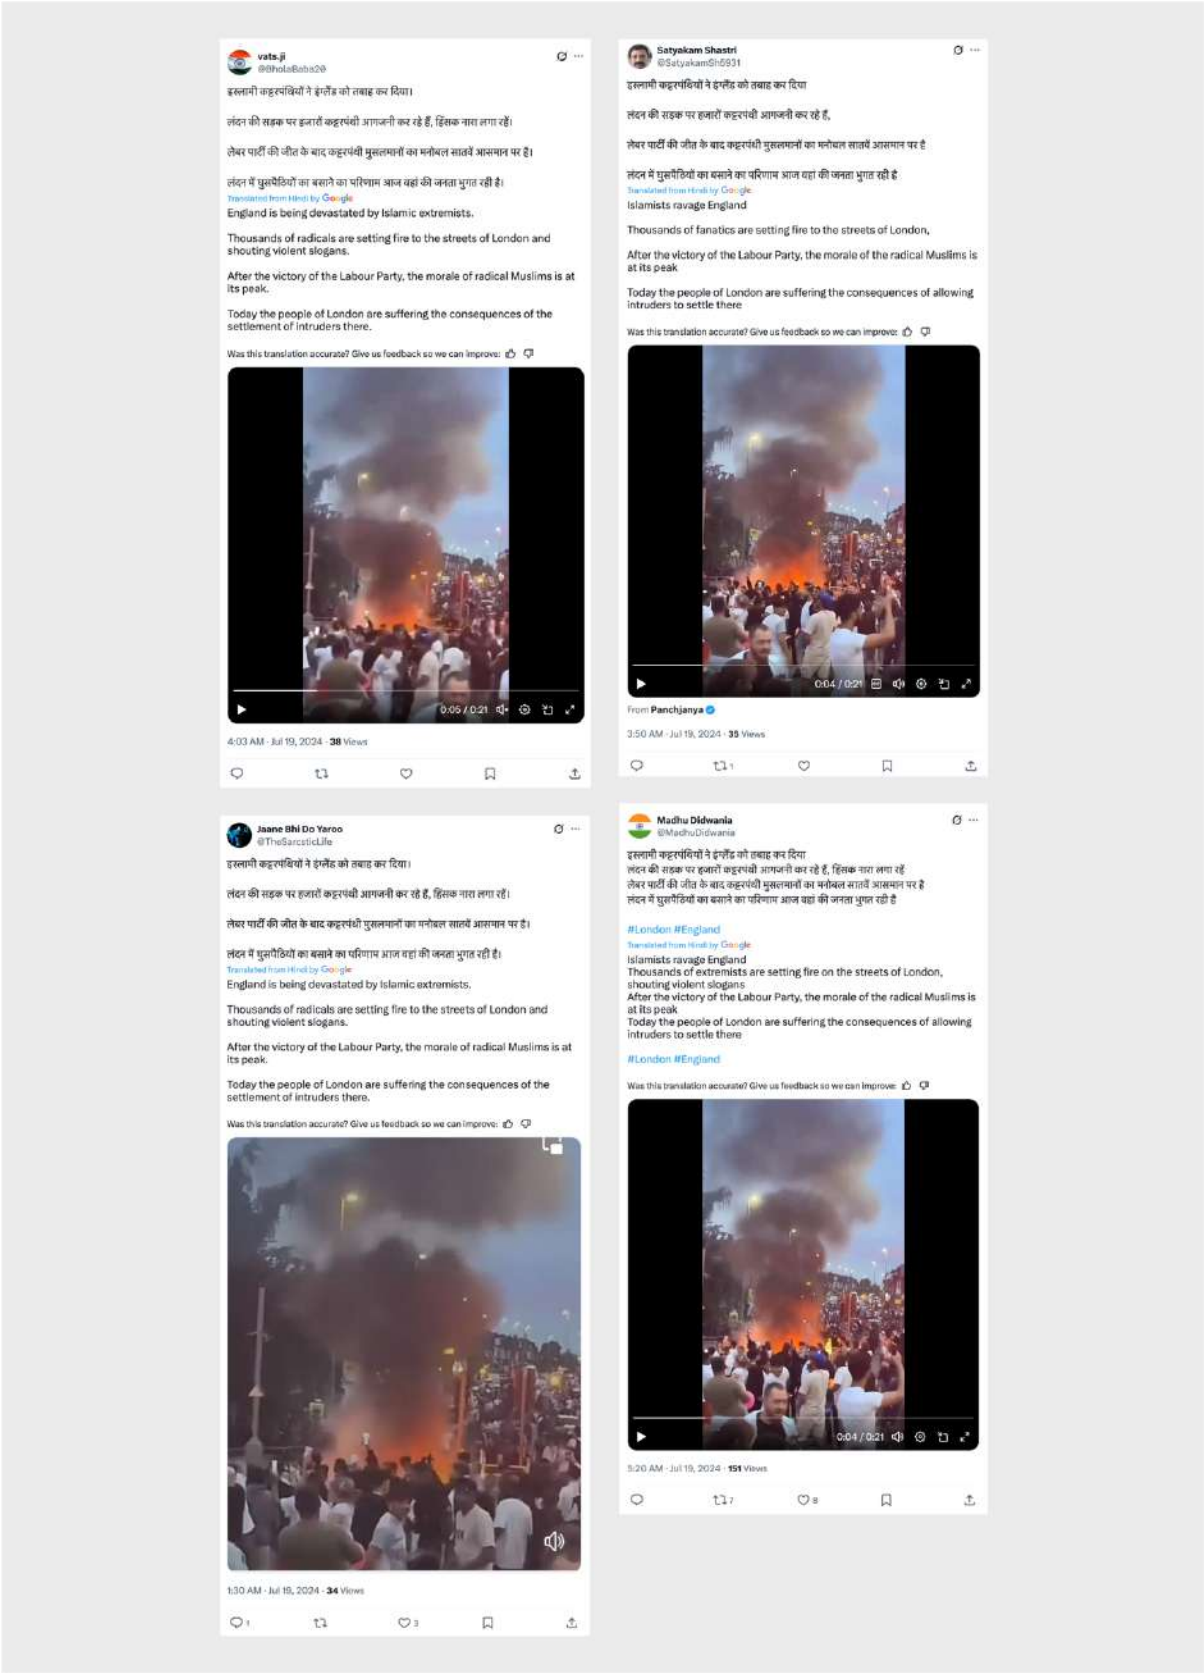 vats.ji
@BholaBaba20
इस्लामी कट्टरपंथियों ने इंग्लैंड को तबाह कर दिया।
लंदन की सड़क पर हजारों कट्टरपंथी आगजनी कर रहे हैं, हिंसक नारा लगा रहें।
लेबर पार्टी की जीत के बाद कट्टरपंथी मुसलमानों का मनोबल सातवें आसमान पर है।
लंदन में घुसपैठियों का बसाने का परिणाम आज वहां की जनता भुगत रही है।
Translated from Hindi by Google
England is being devastated by Islamic extremists.
Thousands of radicals are setting fire to the streets of London and
shouting violent slogans.
After the victory of the Labour Party, the morale of radical Muslims is at
its peak.
Today the people of London are suffering the consequences of the
settlement of intruders there.
Was this translation accurate? Give us feedback so we can improve:
0:05 / 0:21
4:03 AM · Jul 19, 2024 · 38 Views
Satyakam Shastri
@SatyakamSh5931
इस्लामी कट्टरपंथियों ने इंग्लैंड को तबाह कर दिया
लंदन की सड़क पर हजारों कट्टरपंथी आगजनी कर रहे हैं,
लेबर पार्टी की जीत के बाद कट्टरपंथी मुसलमानों का मनोबल सातवें आसमान पर है
लंदन में घुसपैठियों का बसाने का परिणाम आज वहां की जनता भुगत रही है
Translated from Hindi by Google
Islamists ravage England
Thousands of fanatics are setting fire to the streets of London,
After the victory of the Labour Party, the morale of the radical Muslims is
at its peak
Today the people of London are suffering the consequences of allowing
intruders to settle there
Was this translation accurate? Give us feedback so we can improve:
0:04 / 0:21
From Panchjanya
3:50 AM · Jul 19, 2024 · 35 Views
1
Jaane Bhi Do Yaroo
@TheSarcsticLife
इस्लामी कट्टरपंथियों ने इंग्लैंड को तबाह कर दिया।
लंदन की सड़क पर हजारों कट्टरपंथी आगजनी कर रहे हैं, हिंसक नारा लगा रहें।
लेबर पार्टी की जीत के बाद कट्टरपंथी मुसलमानों का मनोबल सातवें आसमान पर है।
लंदन में घुसपैठियों का बसाने का परिणाम आज वहां की जनता भुगत रही है।
Translated from Hindi by Google
England is being devastated by Islamic extremists.
Thousands of radicals are setting fire to the streets of London and
shouting violent slogans.
After the victory of the Labour Party, the morale of radical Muslims is at
its peak.
Today the people of London are suffering the consequences of the
settlement of intruders there.
Was this translation accurate? Give us feedback so we can improve:
1:30 AM · Jul 19, 2024 · 34 Views
1 3
Madhu Didwania
@MadhuDidwania
इस्लामी कट्टरपंथियों ने इंग्लैंड को तबाह कर दिया
लंदन की सड़क पर हजारों कट्टरपंथी आगजनी कर रहे हैं, हिंसक नारा लगा रहें
लेबर पार्टी की जीत के बाद कट्टरपंथी मुसलमानों का मनोबल सातवें आसमान पर है
लंदन में घुसपैठियों का बसाने का परिणाम आज वहां की जनता भुगत रही है
#London #England
Translated from Hindi by Google
Islamists ravage England
Thousands of extremists are setting fire on the streets of London,
shouting violent slogans
After the victory of the Labour Party, the morale of the radical Muslims is
at its peak
Today the people of London are suffering the consequences of allowing
intruders to settle there
#London #England
Was this translation accurate? Give us feedback so we can improve:
0:04 / 0:21
5:20 AM · Jul 19, 2024 · 151 Views
7 8